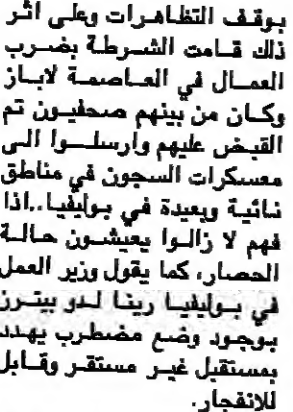 بوقف التظاهرات وعلى اثر
ذلك قامت الشرطة بضرب
العمال في العاصمة لاباز
وكان من بينهم صحفيون تم
القبض عليهم وارسلوا الى
معسكرات السجون في مناطق
نائية وبعيدة في بوليفيا..اذا
فهم لا زالوا يعيشون حالة
الحصار، كما يقول وزير العمل
في بوليفيا رينا لدو بيترن
بوجود وضع مضطرب يهدد
بمستقبل غير مستقر وقابل
للانفجار.